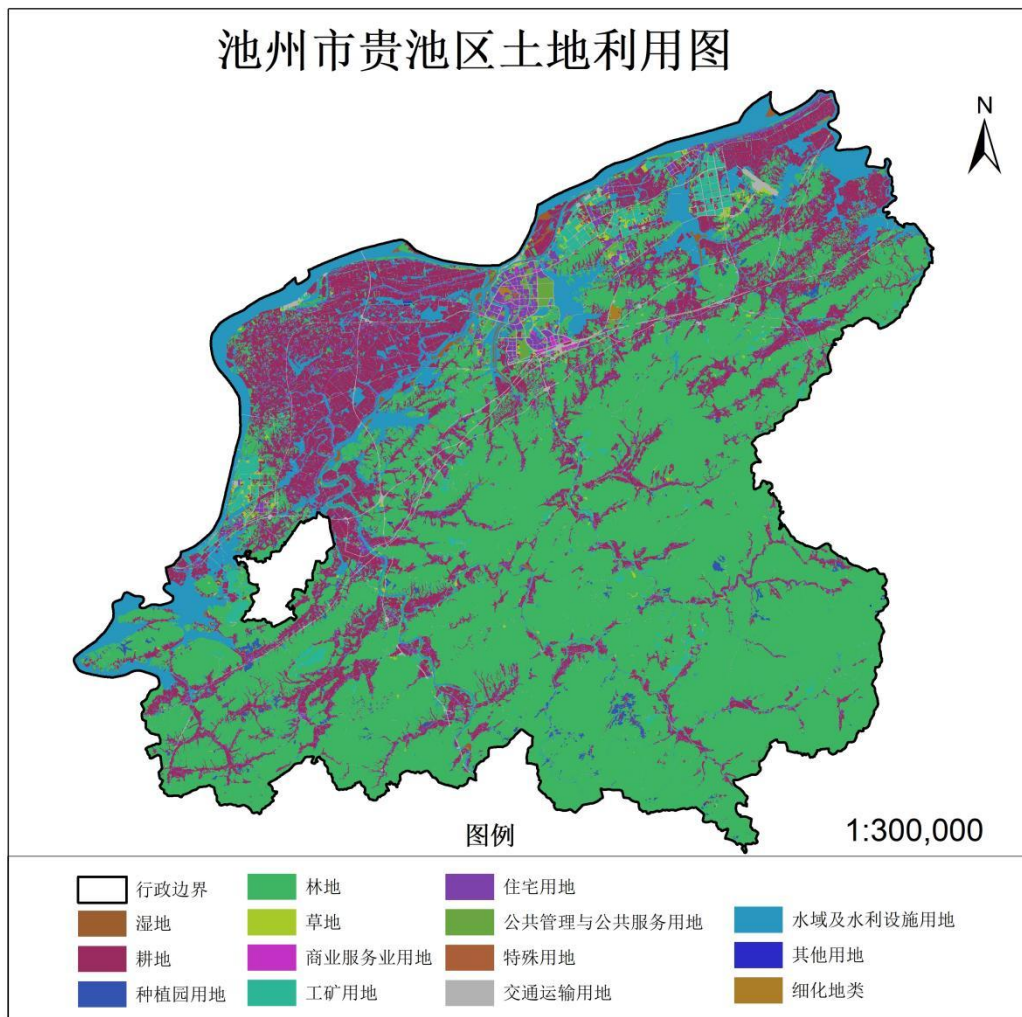 池州市贵池区土地利用图
N
图例
1:300,000
行政边界
林地
住宅用地
湿地
草地
公共管理与公共服务用地
水域及水利设施用地
耕地
商业服务业用地
特殊用地
其他用地
种植园用地
工矿用地
交通运输用地
细化地类